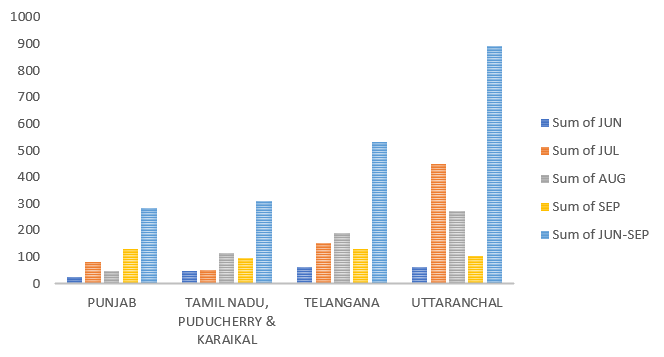 1000
900
800
700
600
500
400
300
200
100
0
PUNJAB
TAMIL NADU,
PUDUCHERRY &
KARAIKAL
TELANGANA
UTTARANCHAL
Sum of JUN
Sum of JUL
Sum of AUG
Sum of SEP
Sum of JUN-SEP